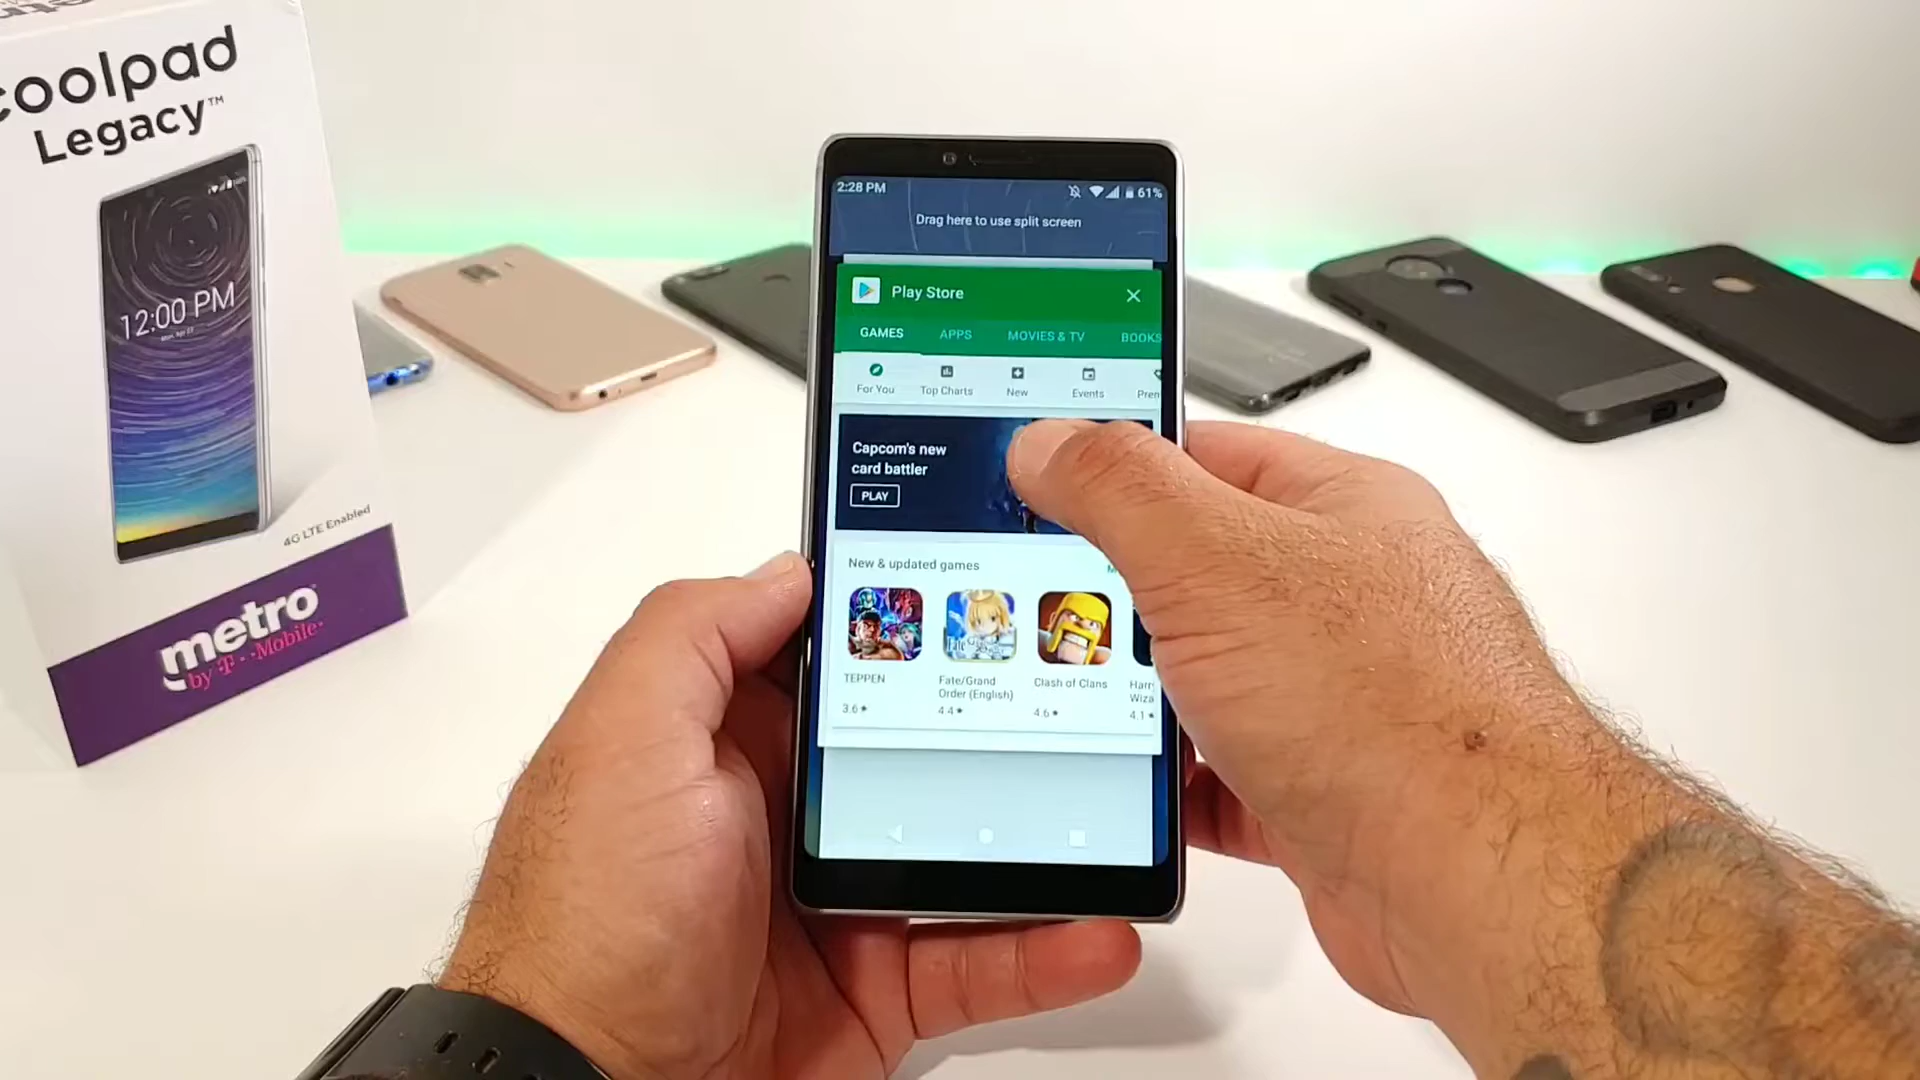 coolpad
Legacy™
12:00 PM
4G LTE Enabled
metro
by T-Mobile
2:28 PM
61%
Drag here to use split screen
Play Store
GAMES APPS MOVIES & TV BOOKS
For You Top Charts New Events Prem
Capcom's new
card battler
PLAY
New & updated games
TEPPEN
3.6★
Fate/Grand
Order (English)
4.4★
Clash of Clans
4.6★
Harr
Wiza
4.1★